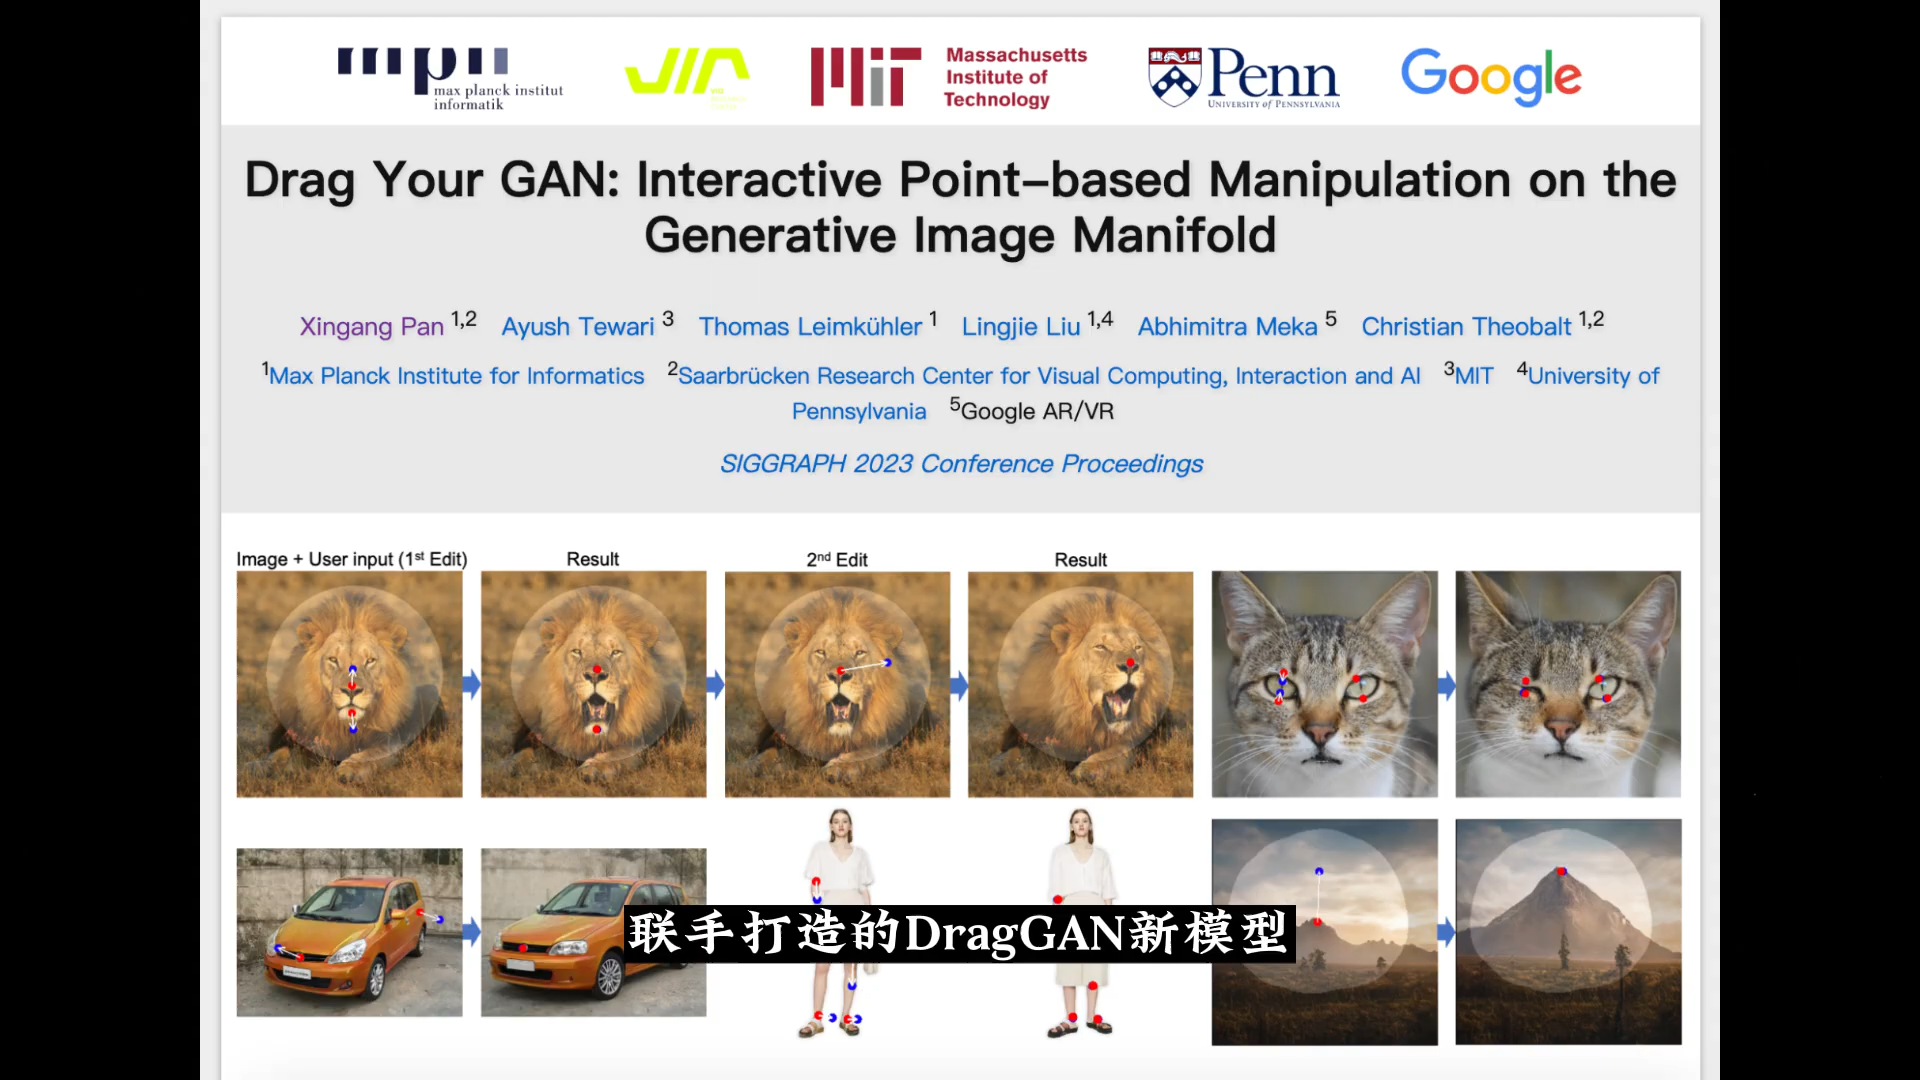 max planck institut
informatik
Massachusetts
Institute of
Technology
Penn
UNIVERSITY of PENNSYLVANIA
Google
Drag Your GAN: Interactive Point-based Manipulation on the
Generative Image Manifold
Xingang Pan 1,2 Ayush Tewari 3 Thomas Leimkühler 1 Lingjie Liu 1,4 Abhimitra Meka 5 Christian Theobalt 1,2
1Max Planck Institute for Informatics 2Saarbrücken Research Center for Visual Computing, Interaction and AI 3MIT 4University of
Pennsylvania 5Google AR/VR
SIGGRAPH 2023 Conference Proceedings
Image + User input (1st Edit) Result 2nd Edit Result
联手打造的DragGAN新模型